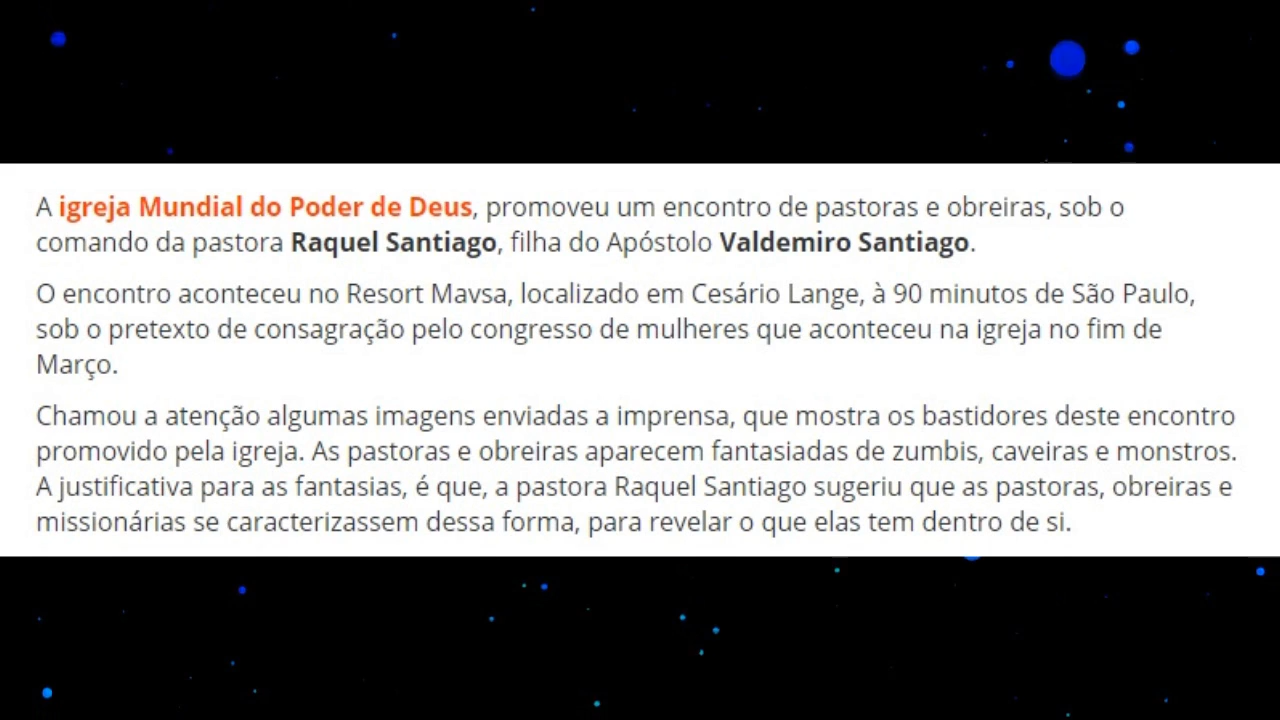 A igreja Mundial do Poder de Deus, promoveu um encontro de pastoras e obreiras, sob o
comando da pastora Raquel Santiago, filha do Apóstolo Valdemiro Santiago.
O encontro aconteceu no Resort Mavsa, localizado em Cesário Lange, à 90 minutos de São Paulo,
sob o pretexto de consagração pelo congresso de mulheres que aconteceu na igreja no fim de
Março.
Chamou a atenção algumas imagens enviadas a imprensa, que mostra os bastidores deste encontro
promovido pela igreja. As pastoras e obreiras aparecem fantasiadas de zumbis, caveiras e monstros.
A justificativa para as fantasias, é que, a pastora Raquel Santiago sugeriu que as pastoras, obreiras e
missionárias se caracterizassem dessa forma, para revelar o que elas tem dentro de si.